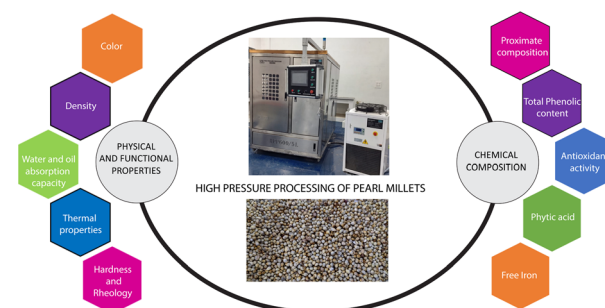 Color
Density
Water and oil
absorption
capacity
Thermal
properties
Hardness
and
Rheology
PHYSICAL
AND FUNCTIONAL
PROPERTIES
HIGH PRESSURE PROCESSING OF PEARL MILLETS
CHEMICAL
COMPOSITION
Proximate
composition
Total Phenolic
content
Antioxidant
activity
Phytic acid
Free Iron